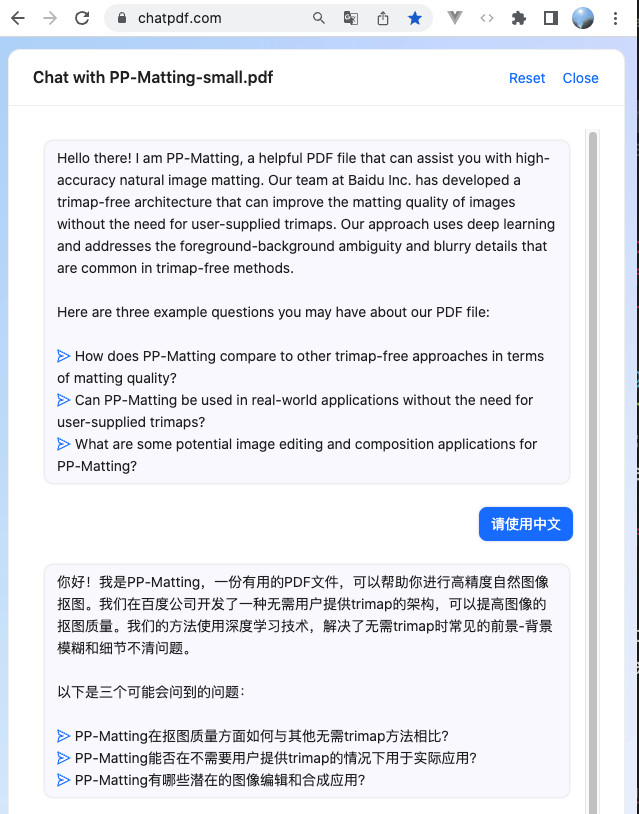 chatpdf.com
Chat with PP-Matting-small.pdf
Reset
Close
Hello there! I am PP-Matting, a helpful PDF file that can assist you with high-
accuracy natural image matting. Our team at Baidu Inc. has developed a
trimap-free architecture that can improve the matting quality of images
without the need for user-supplied trimaps. Our approach uses deep learning
and addresses the foreground-background ambiguity and blurry details that
are common in trimap-free methods.
Here are three example questions you may have about our PDF file:
How does PP-Matting compare to other trimap-free approaches in terms
of matting quality?
Can PP-Matting be used in real-world applications without the need for
user-supplied trimaps?
What are some potential image editing and composition applications for
PP-Matting?
请使用中文
你好！我是PP-Matting，一份有用的PDF文件，可以帮助你进行高精度自然图像
抠图。我们在百度公司开发了一种无需用户提供trimap的架构，可以提高图像的
抠图质量。我们的方法使用深度学习技术，解决了无需trimap时常见的前景-背景
模糊和细节不清问题。
以下是三个可能会问到的问题：
PP-Matting在抠图质量方面如何与其他无需trimap方法相比？
PP-Matting能否在不需要用户提供trimap的情况下用于实际应用？
PP-Matting有哪些潜在的图像编辑和合成应用？